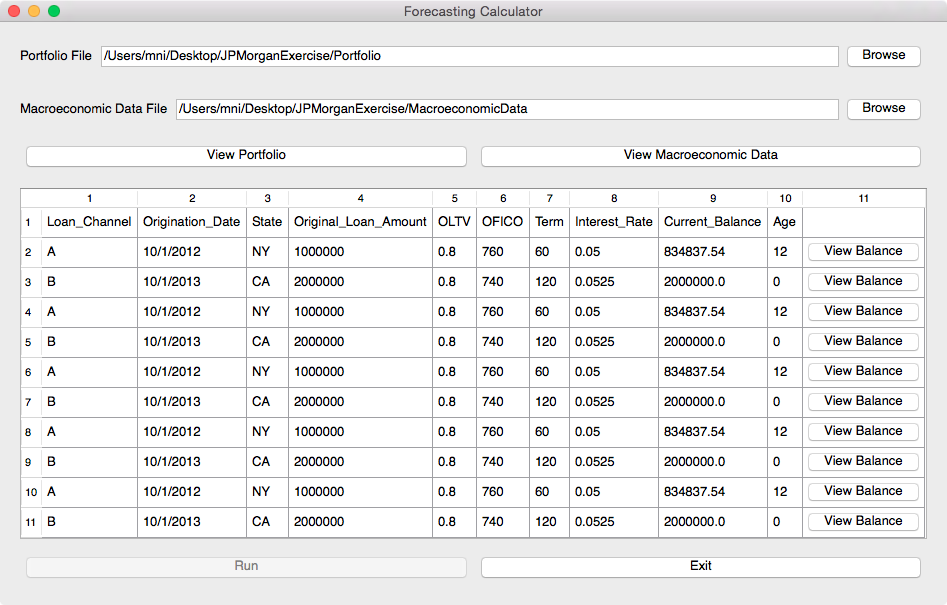 Forecasting Calculator
Portfolio File /Users/mni/Desktop/JPMorganExercise/Portfolio Browse
Macroeconomic Data File /Users/mni/Desktop/JPMorganExercise/MacroeconomicData Browse
View Portfolio View Macroeconomic Data
1 2 3 4 5 6 7 8 9 10 11
1 Loan_Channel Origination_Date State Original_Loan_Amount OLTV OFICO Term Interest_Rate Current_Balance Age
2 A 10/1/2012 NY 1000000 0.8 760 60 0.05 834837.54 12 View Balance
3 B 10/1/2013 CA 2000000 0.8 740 120 0.0525 2000000.0 0 View Balance
4 A 10/1/2012 NY 1000000 0.8 760 60 0.05 834837.54 12 View Balance
5 B 10/1/2013 CA 2000000 0.8 740 120 0.0525 2000000.0 0 View Balance
6 A 10/1/2012 NY 1000000 0.8 760 60 0.05 834837.54 12 View Balance
7 B 10/1/2013 CA 2000000 0.8 740 120 0.0525 2000000.0 0 View Balance
8 A 10/1/2012 NY 1000000 0.8 760 60 0.05 834837.54 12 View Balance
9 B 10/1/2013 CA 2000000 0.8 740 120 0.0525 2000000.0 0 View Balance
10 A 10/1/2012 NY 1000000 0.8 760 60 0.05 834837.54 12 View Balance
11 B 10/1/2013 CA 2000000 0.8 740 120 0.0525 2000000.0 0 View Balance
Run Exit